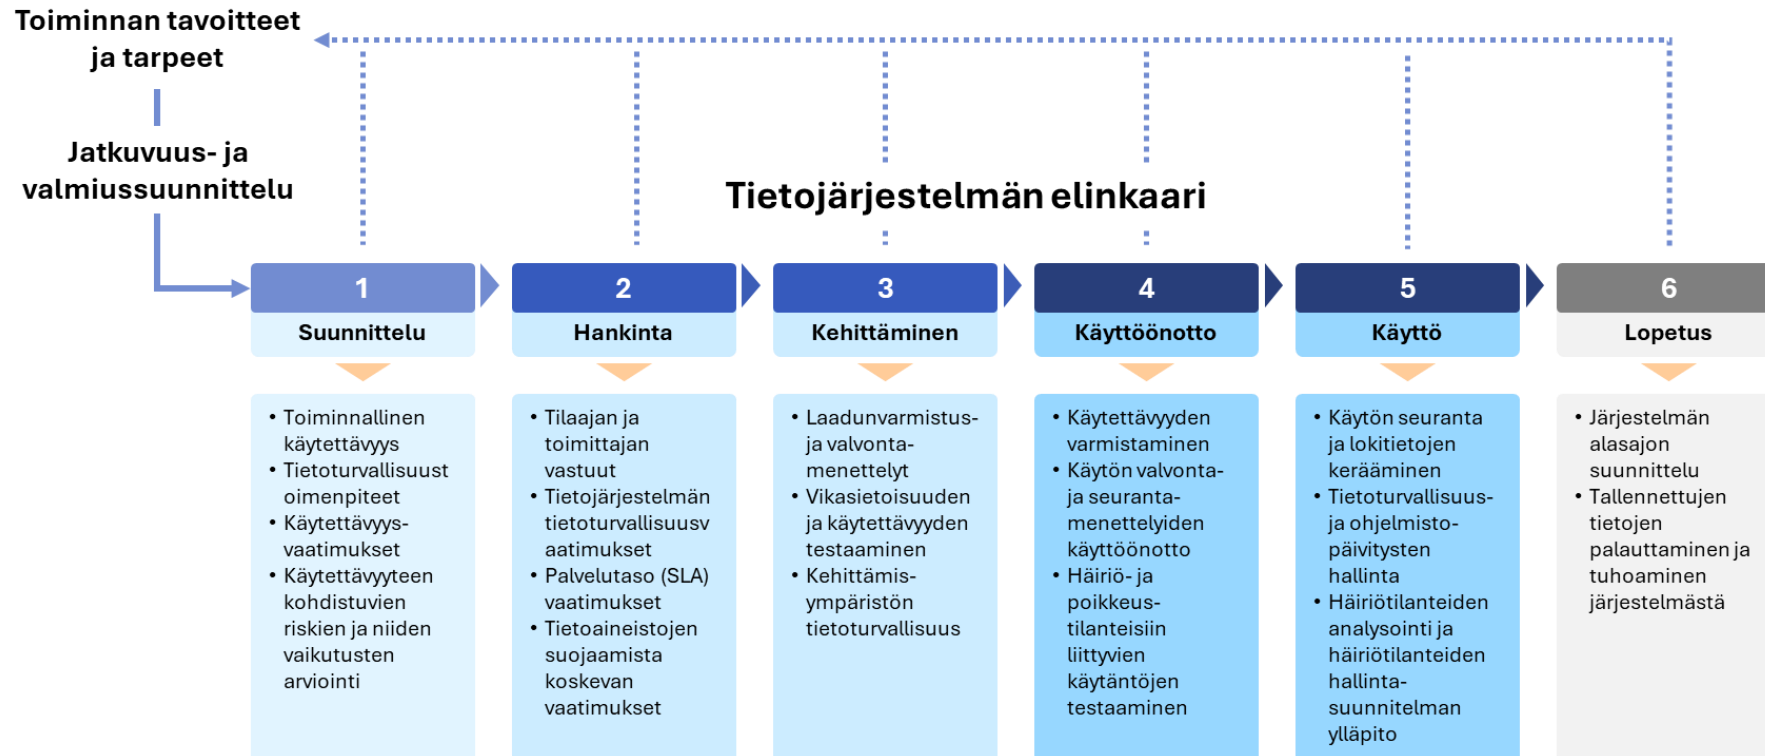 Toiminnan tavoitteet
ja tarpeet
Jatkuvuus- ja
valmiussuunnittelu
Tietojärjestelmän elinkaari
1
Suunnittelu
• Toiminnallinen
käytettävyys
• Tietoturvallisuust
oimenpiteet
• Käytettävyys-
vaatimukset
• Käytettävyyteen
kohdistuvien
riskien ja niiden
vaikutusten
arviointi
2
Hankinta
• Tilaajan ja
toimittajan
vastuut
• Tietojärjestelmän
tietoturvallisuusv
aatimukset
• Palvelutaso (SLA)
vaatimukset
• Tietoaineistojen
suojaamista
koskevan
vaatimukset
3
Kehittäminen
• Laadunvarmistus-
ja valvonta-
menettelyt
• Vikasietoisuuden
ja käytettävyyden
testaaminen
• Kehittämis-
ympäristön
tietoturvallisuus
4
Käyttöönotto
• Käytettävyyden
varmistaminen
• Käytön valvonta-
ja seuranta-
menettelyiden
käyttöönotto
• Häiriö- ja
poikkeus-
tilanteisiin
liittyvien
käytäntöjen
testaaminen
5
Käyttö
• Käytön seuranta
ja lokitietojen
kerääminen
• Tietoturvallisuus-
ja ohjelmisto-
päivitysten
hallinta
• Häiriötilanteiden
analysointi ja
häiriötilanteiden
hallinta-
suunnitelman
ylläpito
6
Lopetus
• Järjestelmän
alasajon
suunnittelu
• Tallennettujen
tietojen
palauttaminen ja
tuhoaminen
järjestelmästä